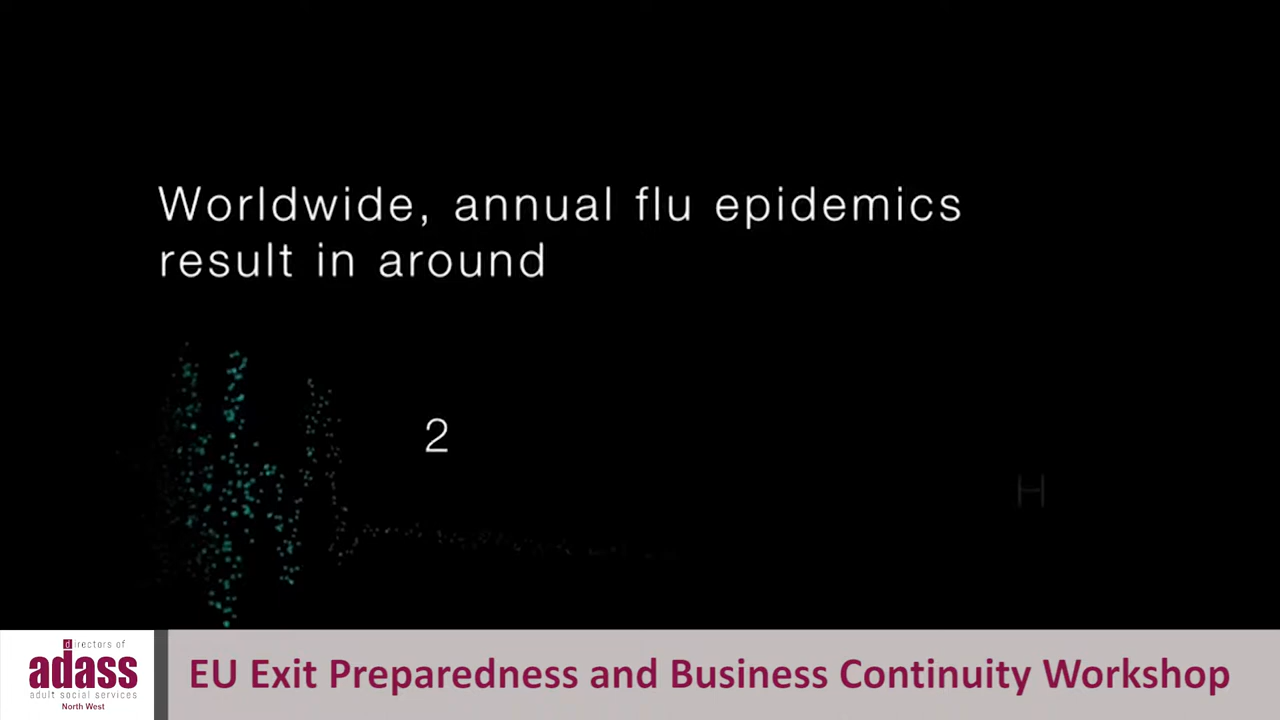 Worldwide, annual flu epidemics
result in around
2
H
directors of
adass
adult social services
North West
EU Exit Preparedness and Business Continuity Workshop